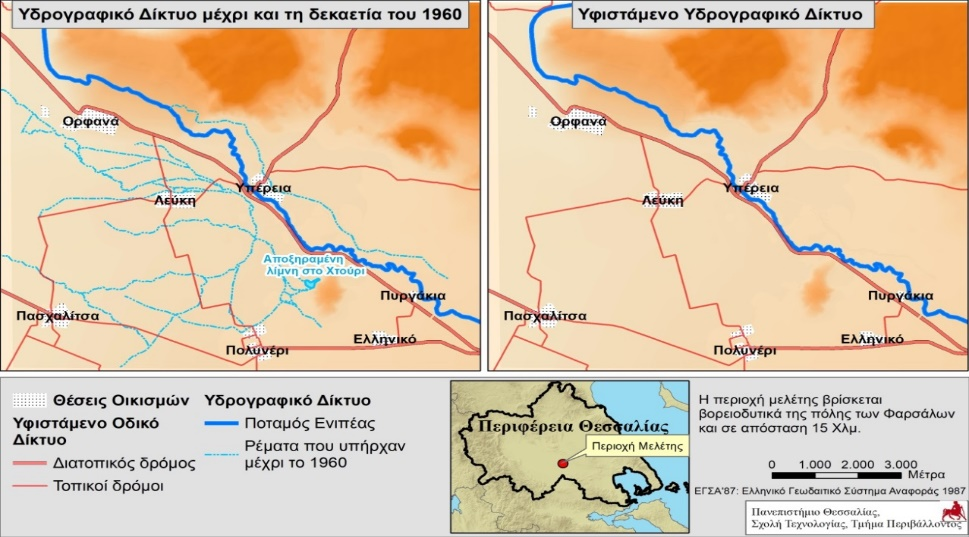 Υδρογραφικό Δίκτυο μέχρι και τη δεκαετία του 1960
Ορφανά
Υπέρεια
Λεύκη
Αποξηραμένη
λίμνη στο Χτούρι
Πυργάκια
Πασχαλίτσα
Ελληνικό
Πολυνέρι
Υφιστάμενο Υδρογραφικό Δίκτυο
Ορφανά
Υπέρεια
Λεύκη
Πυργάκια
Πασχαλίτσα
Ελληνικό
Πολυνέρι
Θέσεις Οικισμών
Υφιστάμενο Οδικό
Δίκτυο
Διατοπικός δρόμος
Τοπικοί δρόμοι
Υδρογραφικό Δίκτυο
Ποταμός Ενιπέας
Ρέματα που υπήρχαν
μέχρι το 1960
Περιφέρεια Θεσσαλίας
Περιοχή Μελέτης
Η περιοχή μελέτης βρίσκεται
βορειοδυτικά της πόλης των Φαρσάλων
και σε απόσταση 15 Χλμ.
0 1.000 2.000 3.000
Μέτρα
ΕΓΣΑ'87: Ελληνικό Γεωδαιτικό Σύστημα Αναφοράς 1987
Πανεπιστήμιο Θεσσαλίας,
Σχολή Τεχνολογίας, Τμήμα Περιβάλλοντος